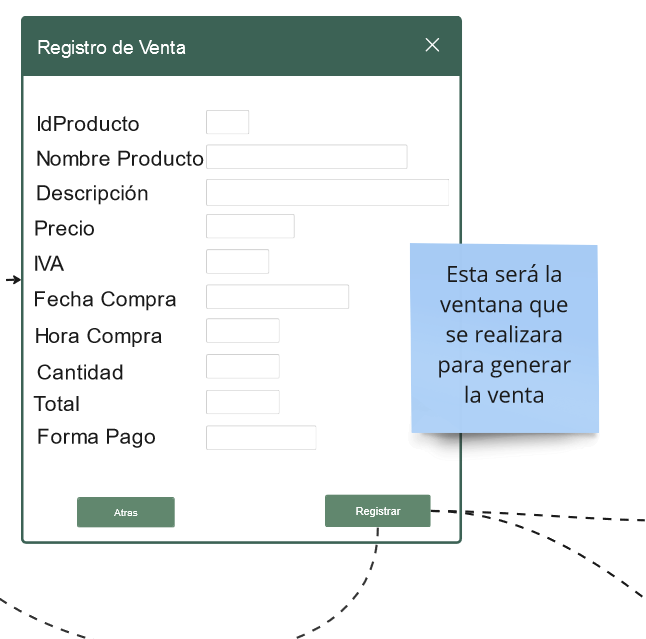 Registro de Venta
IdProducto
Nombre Producto
Descripción
Precio
IVA
Fecha Compra
Hora Compra
Cantidad
Total
Forma Pago
Atras
Registrar
Esta será la
ventana que
se realizara
para generar
la venta